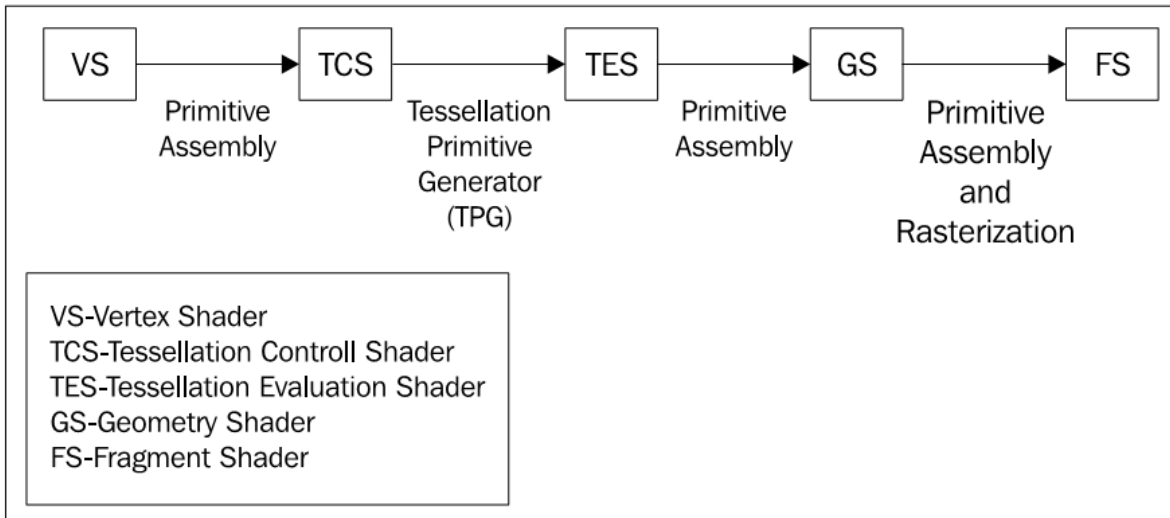 VS
TCS
TES
GS
FS
Primitive
Assembly
Tessellation
Primitive
Generator
(TPG)
Primitive
Assembly
Primitive
Assembly
and
Rasterization
VS-Vertex Shader
TCS-Tessellation Controll Shader
TES-Tessellation Evaluation Shader
GS-Geometry Shader
FS-Fragment Shader